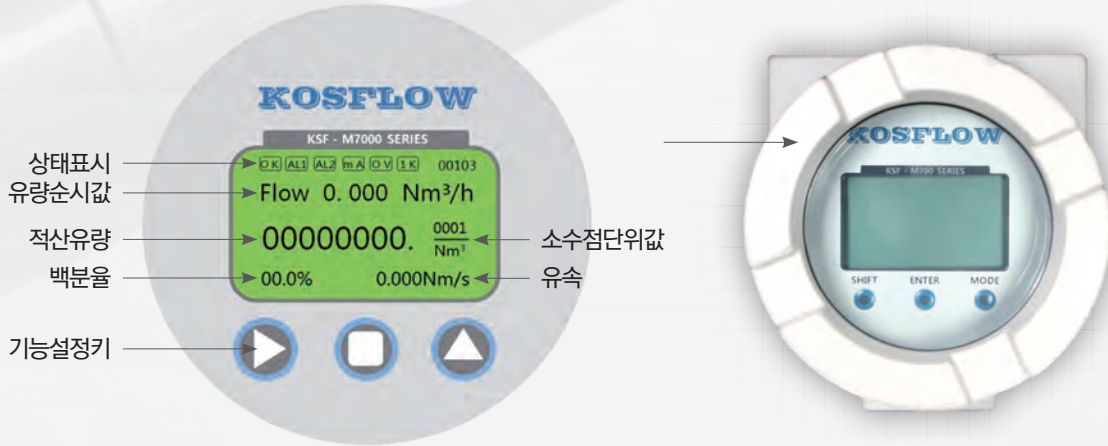 KOSFLOW
KSF - M7000 SERIES
상태표시
OK AL1 AL2 mA OV 1K 00103
유량순시값
Flow 0.000 Nm³/h
적산유량
00000000. 0001
Nm³
소수점단위값
백분율
00.0% 0.000Nm/s
유속
기능설정키
KOSFLOW
KSF - M700 SERIES
SHIFT ENTER MODE